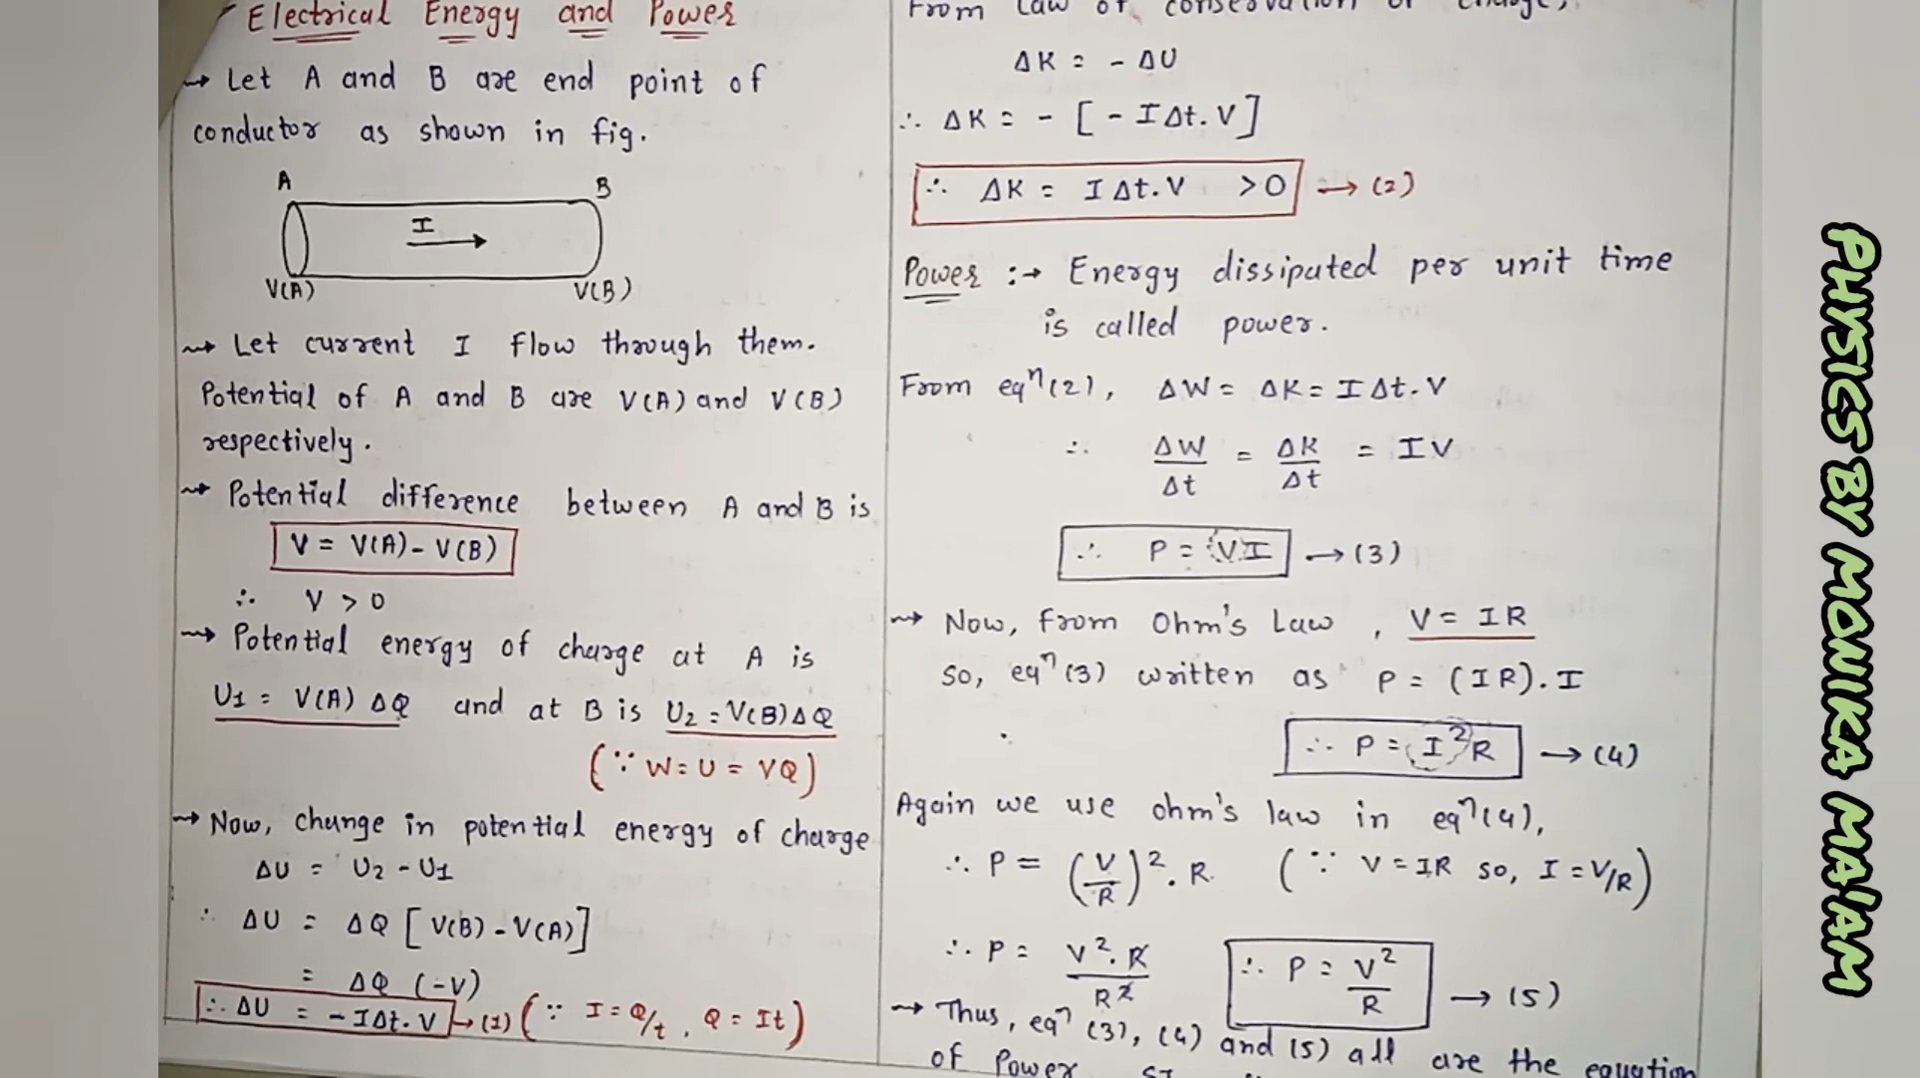 Electrical Energy and Power
⇝ Let A and B are end point of
conductor as shown in fig.
A
B
I
V(A)
V(B)
⇝ Let current I flow through them.
Potential of A and B are V(A) and V(B)
respectively.
⇝ Potential difference between A and B is
V = V(A) - V(B)
∴ V > 0
⇝ Potential energy of charge at A is
U1 = V(A) ΔQ and at B is U2 = V(B)ΔQ
(∵ W = U = VQ)
⇝ Now, change in potential energy of charge
ΔU = U2 - U1
∴ ΔU = ΔQ [V(B) - V(A)]
= ΔQ (-V)
∴ ΔU = - IΔt.V → (1) (∵ I = Q/t, Q = It)
From law of conservation of charge,
ΔK = - ΔU
∴ ΔK = - [- IΔt.V]
∴ ΔK = IΔt.V > 0 → (2)
Power :→ Energy dissipated per unit time
is called power.
From eqⁿ(2), ΔW = ΔK = IΔt.V
∴ ΔW/Δt = ΔK/Δt = IV
∴ P = VI → (3)
⇝ Now, from Ohm's Law, V = IR
so, eqⁿ(3) written as P = (IR).I
∴ P = I²R → (4)
Again we use ohm's law in eqⁿ(4),
∴ P = (V/R)².R (∵ V = IR so, I = V/R)
∴ P = V².R/R² ∴ P = V²/R → (5)
⇝ Thus, eqⁿ (3), (4) and (5) all are the equation
of Power.
PHYSICS BY MONIKA MA'AM